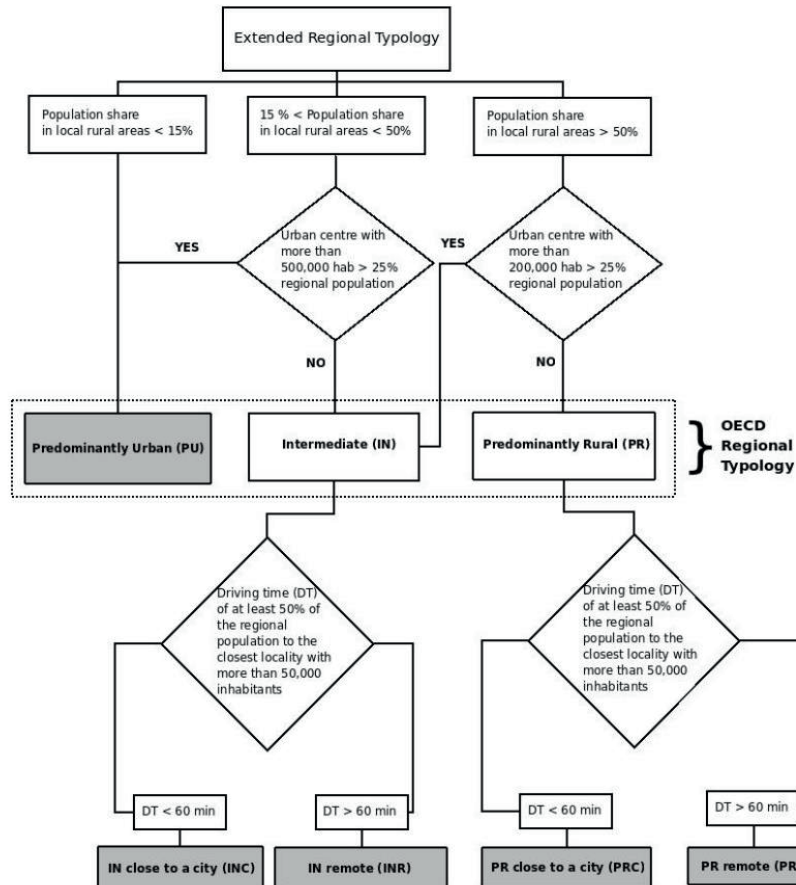 Extended Regional Typology
Population share
in local rural areas < 15%
15 % < Population share
in local rural areas < 50%
Population share
in local rural areas > 50%
YES
Urban centre with
more than
500,000 hab > 25%
regional population
YES
Urban centre with
more than
200,000 hab > 25%
regional population
NO
NO
Predominantly Urban (PU)
Intermediate (IN)
Predominantly Rural (PR)
OECD
Regional
Typology
Driving time (DT)
of at least 50% of
the regional
population to the
closest locality with
more than 50,000
inhabitants
Driving time (DT)
of at least 50% of
the regional
population to the
closest locality with
more than 50,000
inhabitants
DT < 60 min
DT > 60 min
DT < 60 min
DT > 60 min
IN close to a city (INC)
IN remote (INR)
PR close to a city (PRC)
PR remote (PR